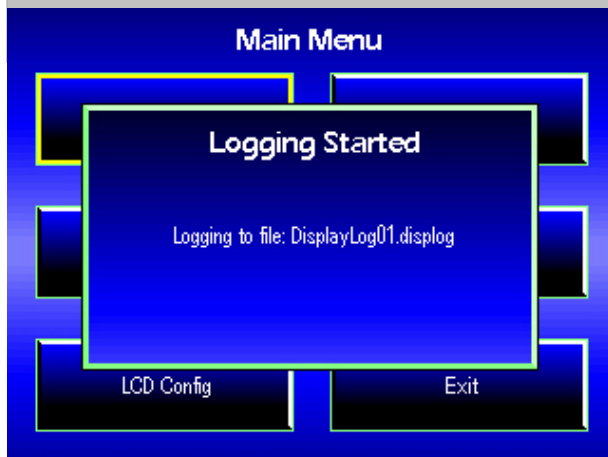 Main Menu
Logging Started
Logging to file: DisplayLog01.displog
LCD Config
Exit